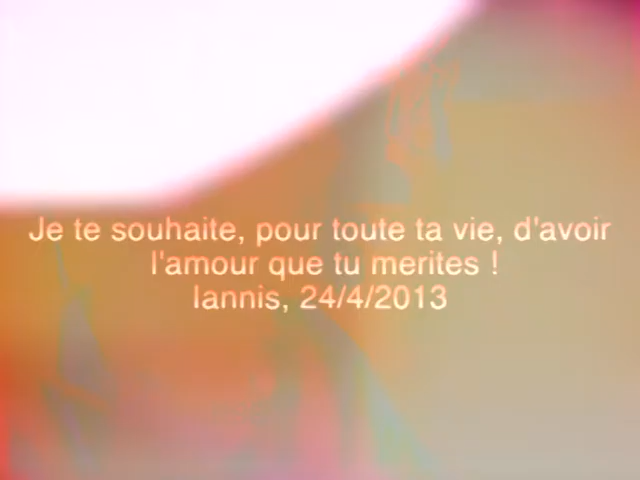 Je te souhaite, pour toute ta vie, d'avoir
l'amour que tu merites !
Iannis, 24/4/2013